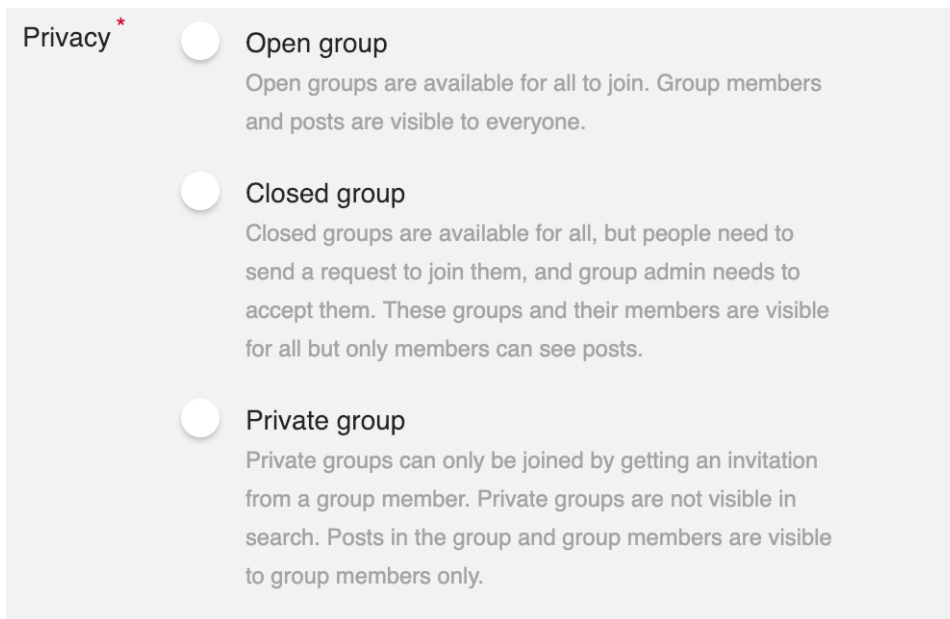 Privacy *
Open group
Open groups are available for all to join. Group members
and posts are visible to everyone.
Closed group
Closed groups are available for all, but people need to
send a request to join them, and group admin needs to
accept them. These groups and their members are visible
for all but only members can see posts.
Private group
Private groups can only be joined by getting an invitation
from a group member. Private groups are not visible in
search. Posts in the group and group members are visible
to group members only.